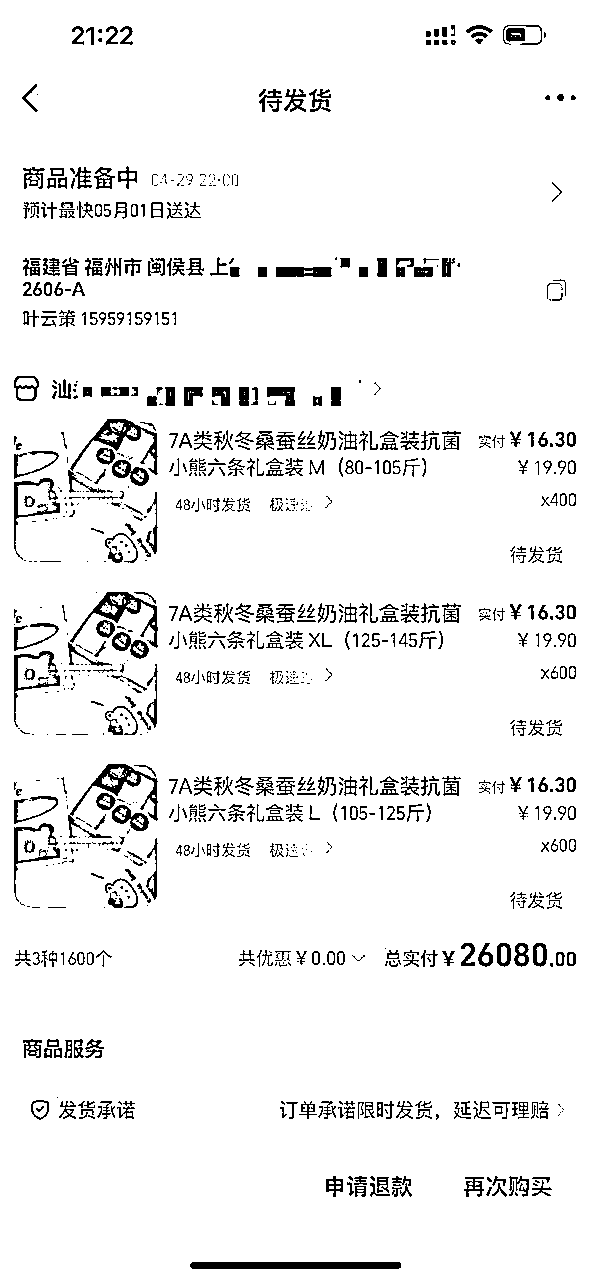 21:22
待发货
商品准备中 04-29 22:00
预计最快05月01日送达
福建省 福州市 闽侯县 上
2606-A
叶云策 15959159151
汕
7A类秋冬桑蚕丝奶油礼盒装抗菌 实付¥16.30
小熊六条礼盒装 M（80-105斤） ¥19.90
48小时发货 极速 x400
待发货
7A类秋冬桑蚕丝奶油礼盒装抗菌 实付¥16.30
小熊六条礼盒装 XL（125-145斤） ¥19.90
48小时发货 极速 x600
待发货
7A类秋冬桑蚕丝奶油礼盒装抗菌 实付¥16.30
小熊六条礼盒装 L（105-125斤） ¥19.90
48小时发货 极速 x600
待发货
共3种1600个 共优惠¥0.00 总实付¥26080.00
商品服务
发货承诺 订单承诺限时发货，延迟可理赔
申请退款 再次购买